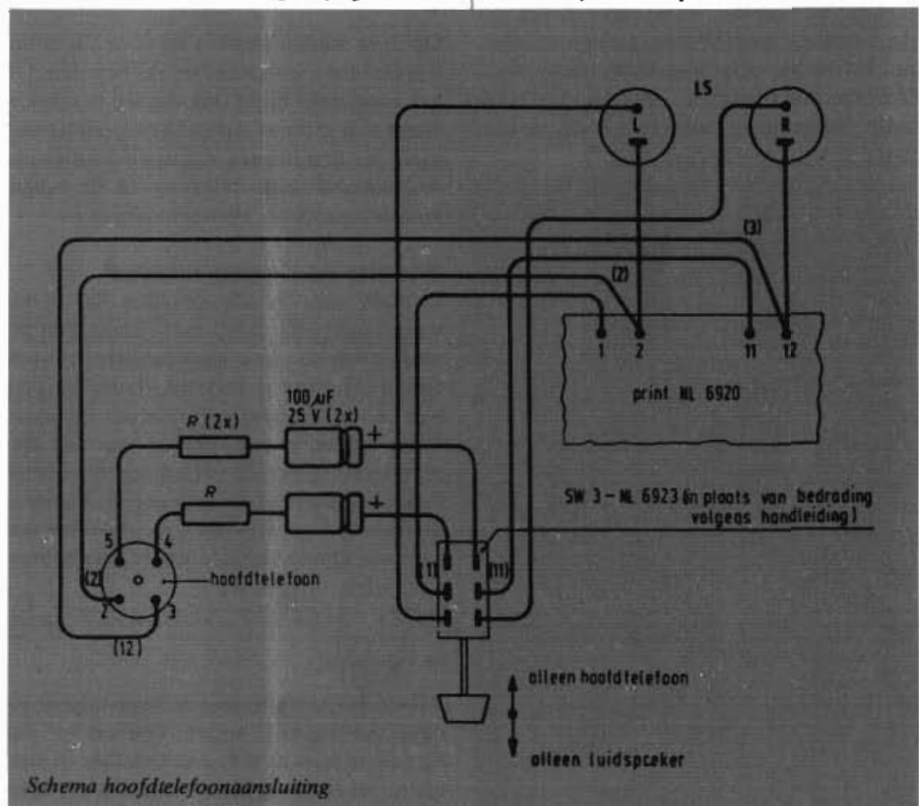 LS
L
R
(3)
(2)
1
2
11
12
print NL 6920
100 µF
R (2x)
25 V (2x)
+
SW 3 - NL 6923 (in plaats van bedrading
volgens handleiding)
R
+
5
4
(1)
(11)
hoofdtelefoon
(2)
2
3
(12)
alleen hoofdtelefoon
alleen luidspreker
Schema hoofdtelefoonaansluiting